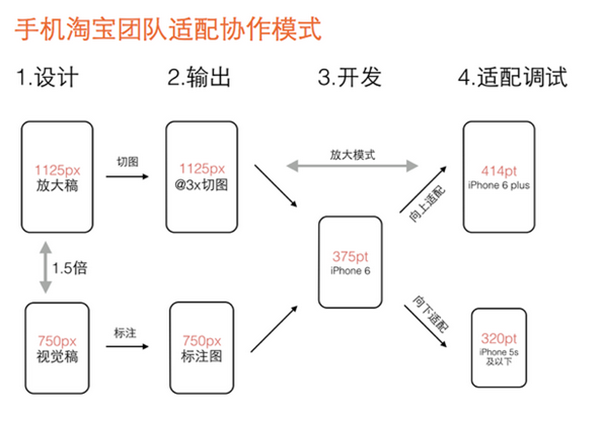 手机淘宝团队适配协作模式
1.设计
2.输出
3.开发
4.适配调试
1125px
放大稿
切图
1125px
@3x切图
放大模式
414pt
iPhone 6 plus
向上适配
375pt
iPhone 6
1.5倍
750px
视觉稿
标注
750px
标注图
向下适配
320pt
iPhone 5s
及以下